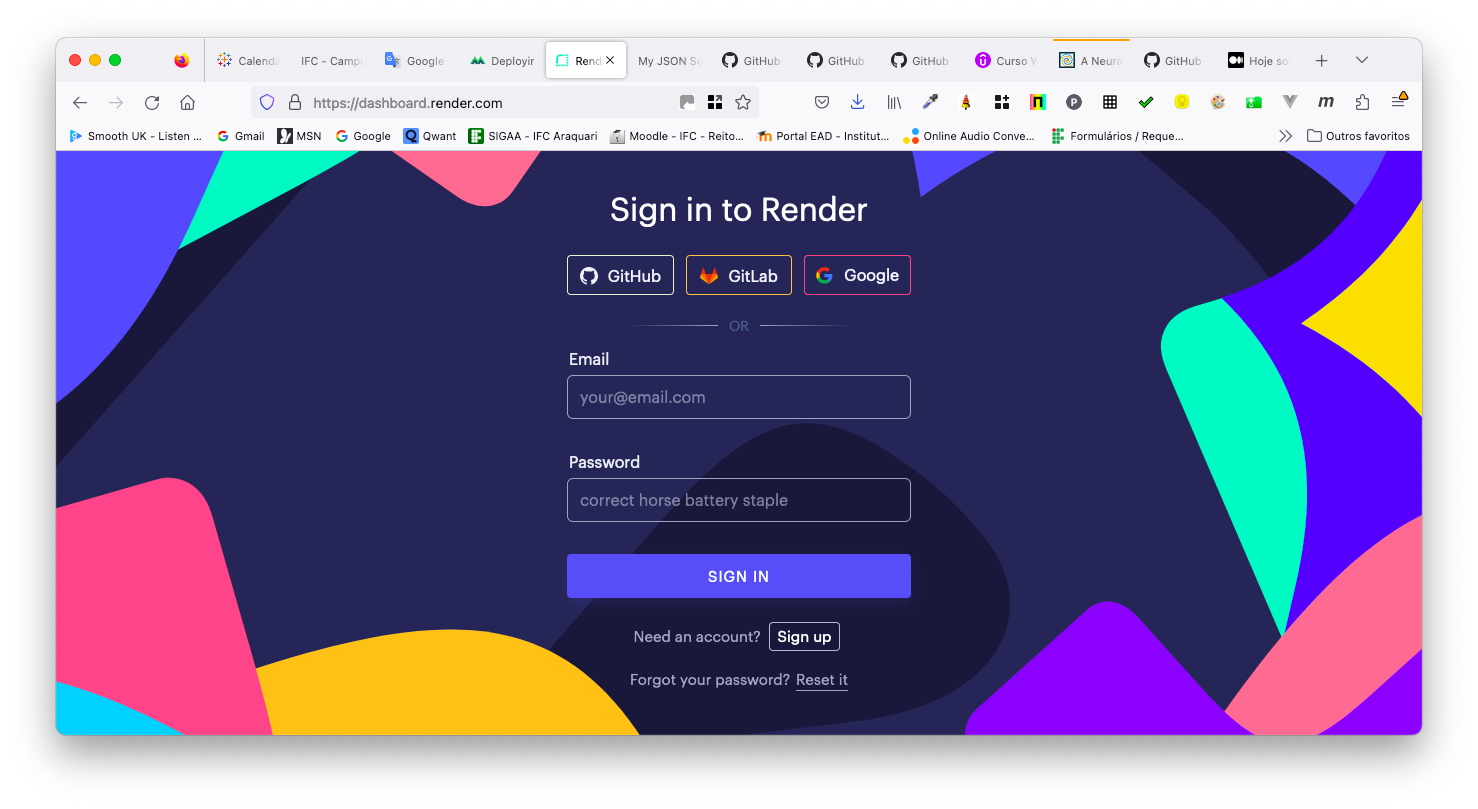 Calenda IFC - Campu Google Deployin Rend My JSON Se GitHub GitHub GitHub Curso W A Neura GitHub Hoje so
https://dashboard.render.com
Smooth UK - Listen ... Gmail MSN Google Qwant SIGAA - IFC Araquari Moodle - IFC - Reito... Portal EAD - Institut... Online Audio Conve... Formulários / Reque... Outros favoritos
Sign in to Render
GitHub GitLab Google
OR
Email
your@email.com
Password
correct horse battery staple
SIGN IN
Need an account? Sign up
Forgot your password? Reset it